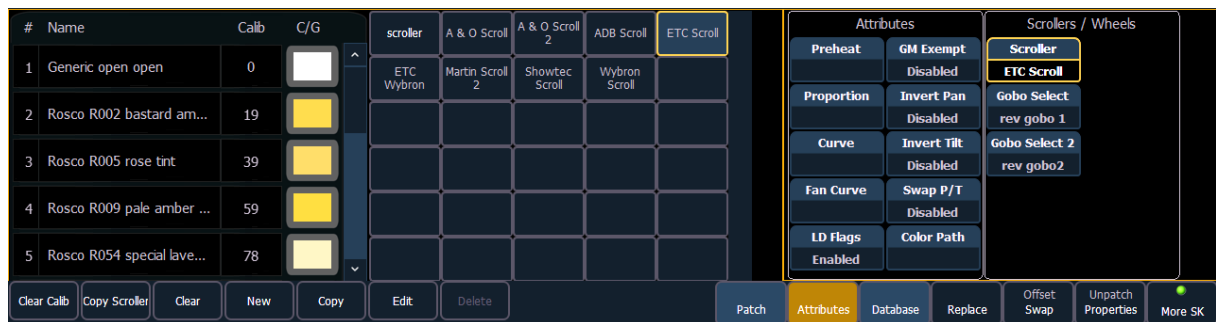 # Name Calib C/G
1 Generic open open 0
2 Rosco R002 bastard am... 19
3 Rosco R005 rose tint 39
4 Rosco R009 pale amber ... 59
5 Rosco R054 special lave... 78
scroller
A & O Scroll
A & O Scroll
2
ADB Scroll
ETC Scroll
ETC
Wybron
Martin Scroll
2
Showtec
Scroll
Wybron
Scroll
Attributes
Preheat
GM Exempt
Disabled
Proportion
Invert Pan
Disabled
Curve
Invert Tilt
Disabled
Fan Curve
Swap P/T
Disabled
LD Flags
Enabled
Color Path
Scrollers / Wheels
Scroller
ETC Scroll
Gobo Select
rev gobo 1
Gobo Select 2
rev gobo2
Clear Calib
Copy Scroller
Clear
New
Copy
Edit
Delete
Patch
Attributes
Database
Replace
Offset
Swap
Unpatch
Properties
More SK